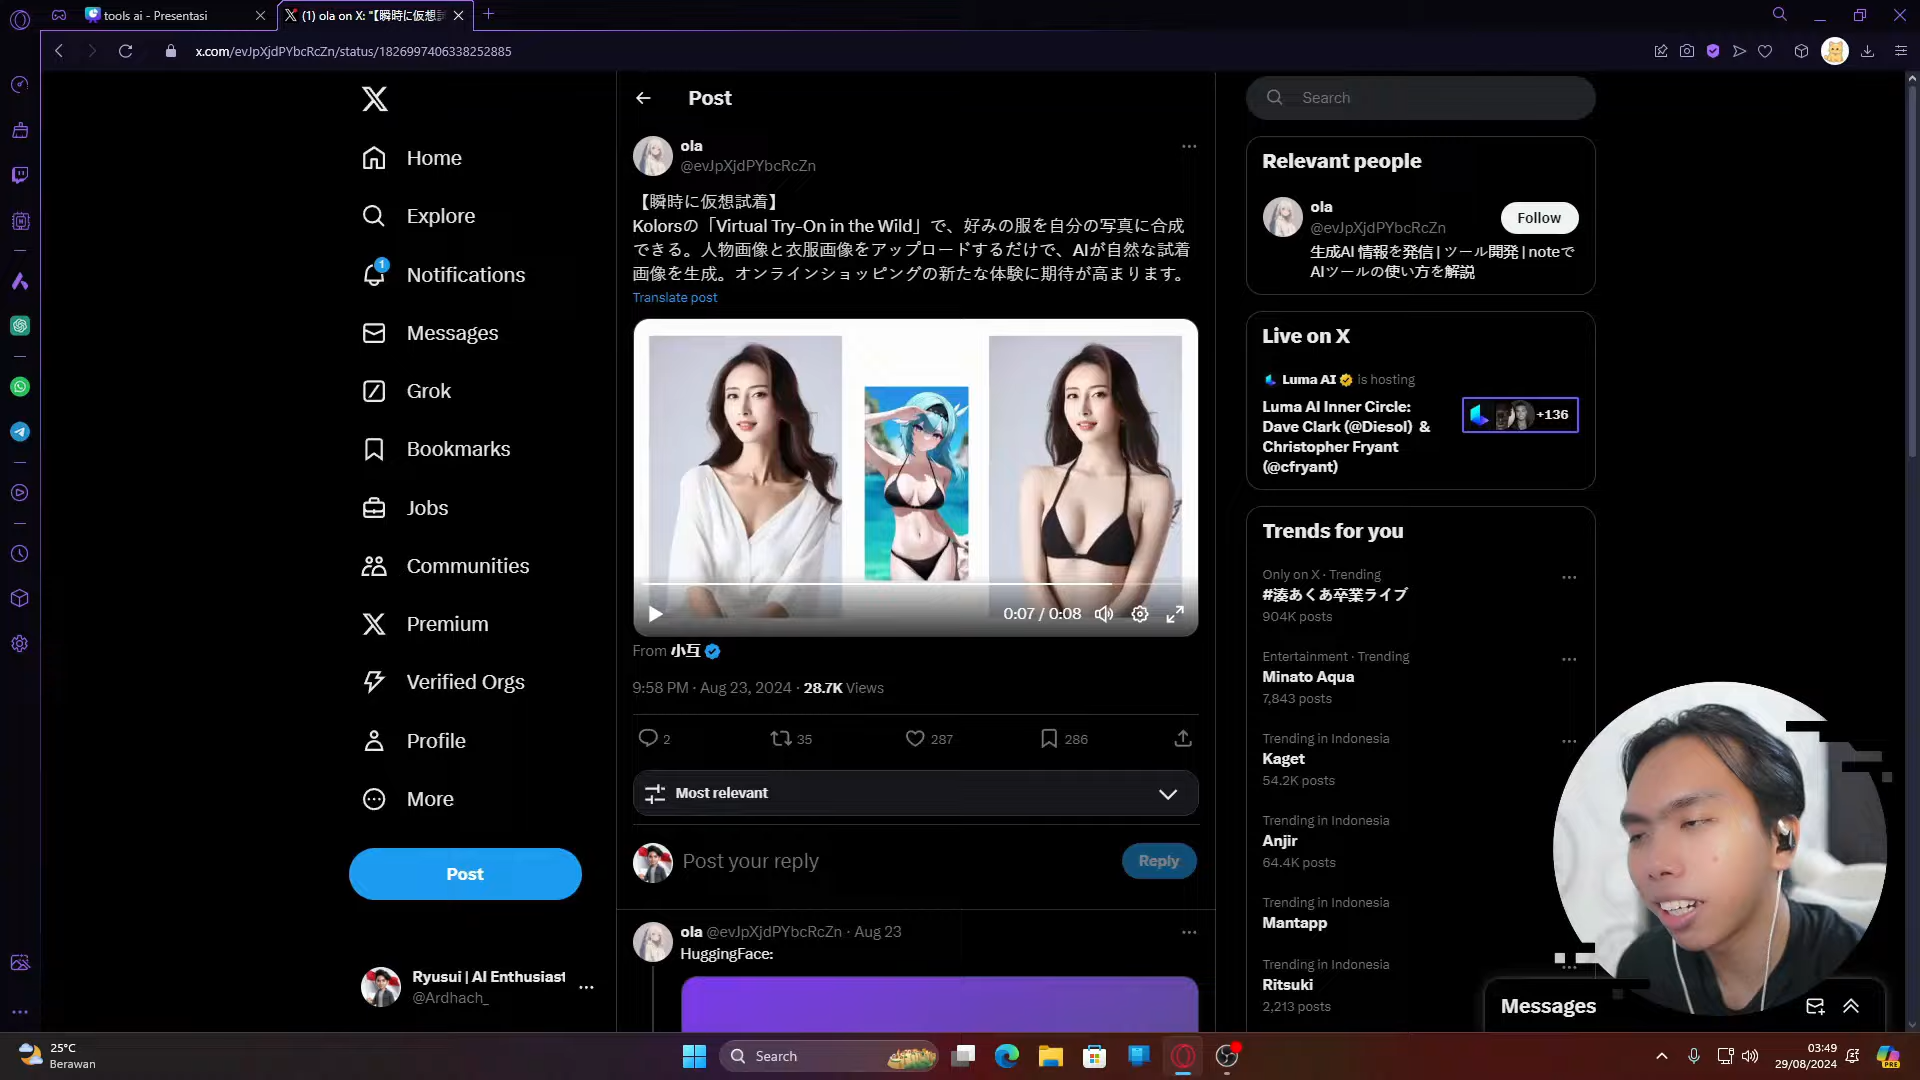 tools ai - Presentasi
(1) ola on X: "【瞬時に仮想試
x.com/evJpXjdPYbcRcZn/status/1826997406338252885
Home
Explore
1
Notifications
Messages
Grok
Bookmarks
Jobs
Communities
Premium
Verified Orgs
Profile
More
Post
Ryusui | AI Enthusiast
@Ardhach_
Post
ola
@evJpXjdPYbcRcZn
【瞬時に仮想試着】
Kolorsの「Virtual Try-On in the Wild」で、好みの服を自分の写真に合成
できる。人物画像と衣服画像をアップロードするだけで、AIが自然な試着
画像を生成。オンラインショッピングの新たな体験に期待が高まります。
Translate post
0:07 / 0:08
From 小互
9:58 PM · Aug 23, 2024 · 28.7K Views
2
35
287
286
Most relevant
Post your reply
Reply
ola @evJpXjdPYbcRcZn · Aug 23
HuggingFace:
Search
Relevant people
ola
@evJpXjdPYbcRcZn
Follow
生成AI 情報を発信 | ツール開発 | noteで
AIツールの使い方を解説
Live on X
Luma AI is hosting
Luma AI Inner Circle:
Dave Clark (@Diesol) &
Christopher Fryant
(@cfryant)
+136
Trends for you
Only on X · Trending
#湊あくあ卒業ライブ
904K posts
Entertainment · Trending
Minato Aqua
7,843 posts
Trending in Indonesia
Kaget
54.2K posts
Trending in Indonesia
Anjir
64.4K posts
Trending in Indonesia
Mantapp
Trending in Indonesia
Ritsuki
2,213 posts
Messages
25°C
Berawan
Search
03:49
29/08/2024
PRE